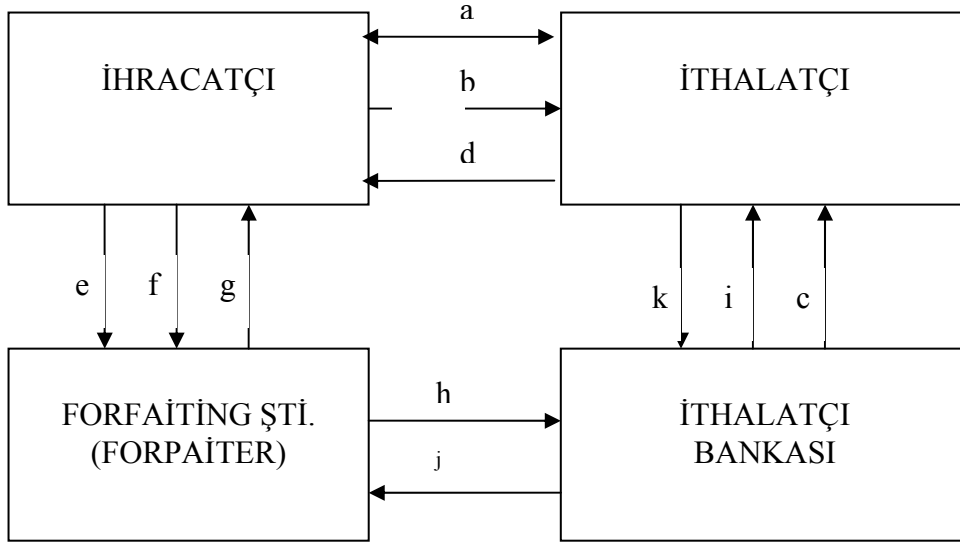 a
İHRACATÇI
İTHALATÇI
b
d
e
f
g
k
i
c
FORFAİTİNG ŞTİ.
(FORPAİTER)
h
İTHALATÇI
BANKASI
j